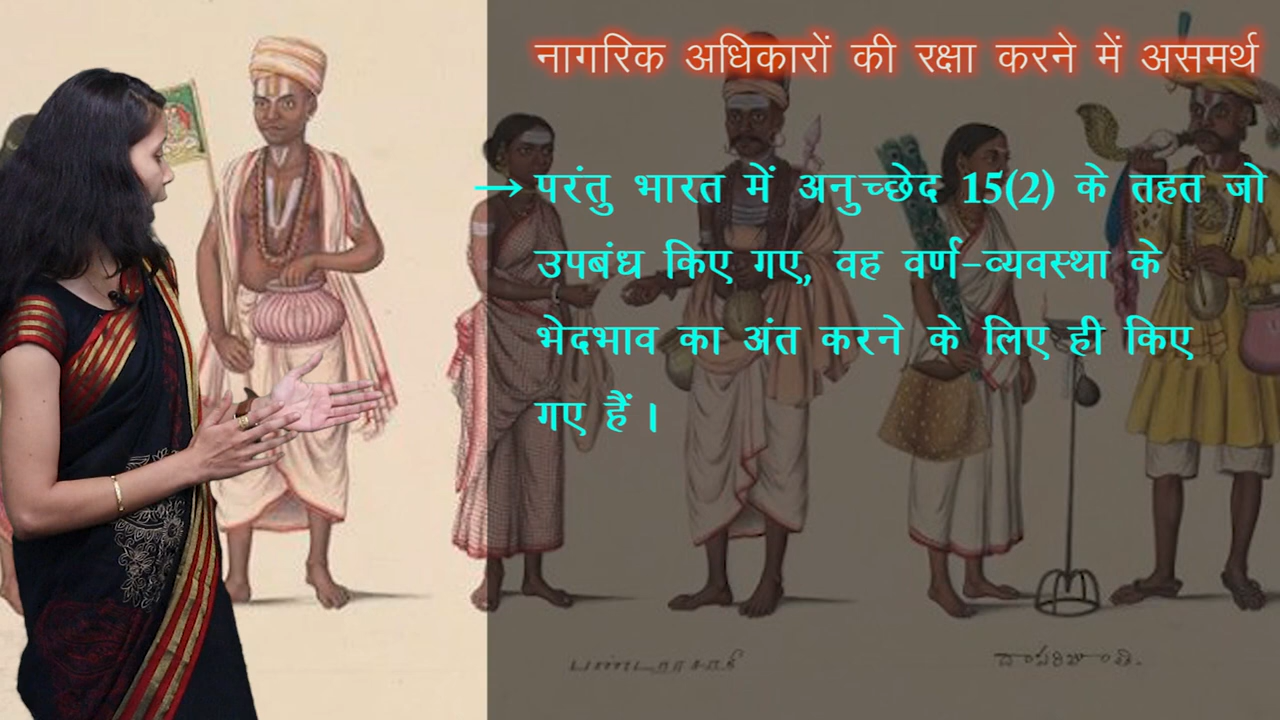 नागरिक अधिकारों की रक्षा करने में असमर्थ
→ परंतु भारत में अनुच्छेद 15(2) के तहत जो
उपबंध किए गए, वह वर्ण-व्यवस्था के
भेदभाव का अंत करने के लिए ही किए
गए हैं।